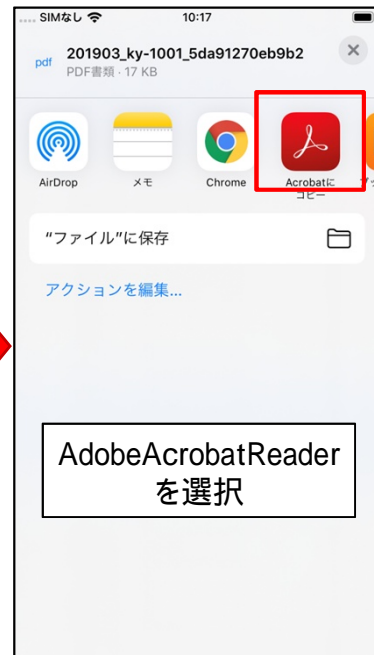 SIMなし 10:17
pdf
201903_ky-1001_5da91270eb9b2
PDF書類・17 KB
AirDrop
メモ
Chrome
Acrobatに
コピー
"ファイル"に保存
アクションを編集...
AdobeAcrobatReader
を選択